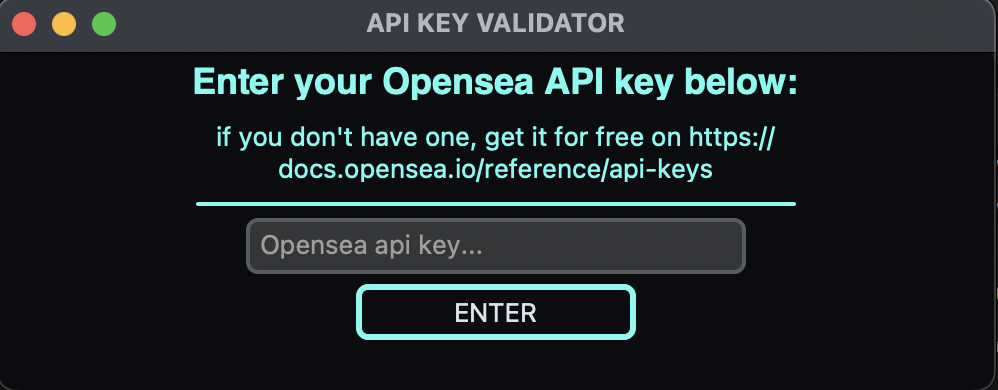 API KEY VALIDATOR
Enter your Opensea API key below:
if you don't have one, get it for free on https://
docs.opensea.io/reference/api-keys
Opensea api key...
ENTER